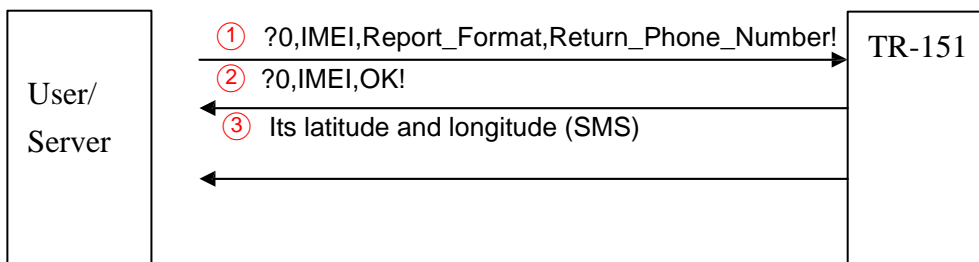 ① ?0,IMEI,Report_Format,Return_Phone_Number!
② ?0,IMEI,OK!
③ Its latitude and longitude (SMS)
User/
Server
TR-151